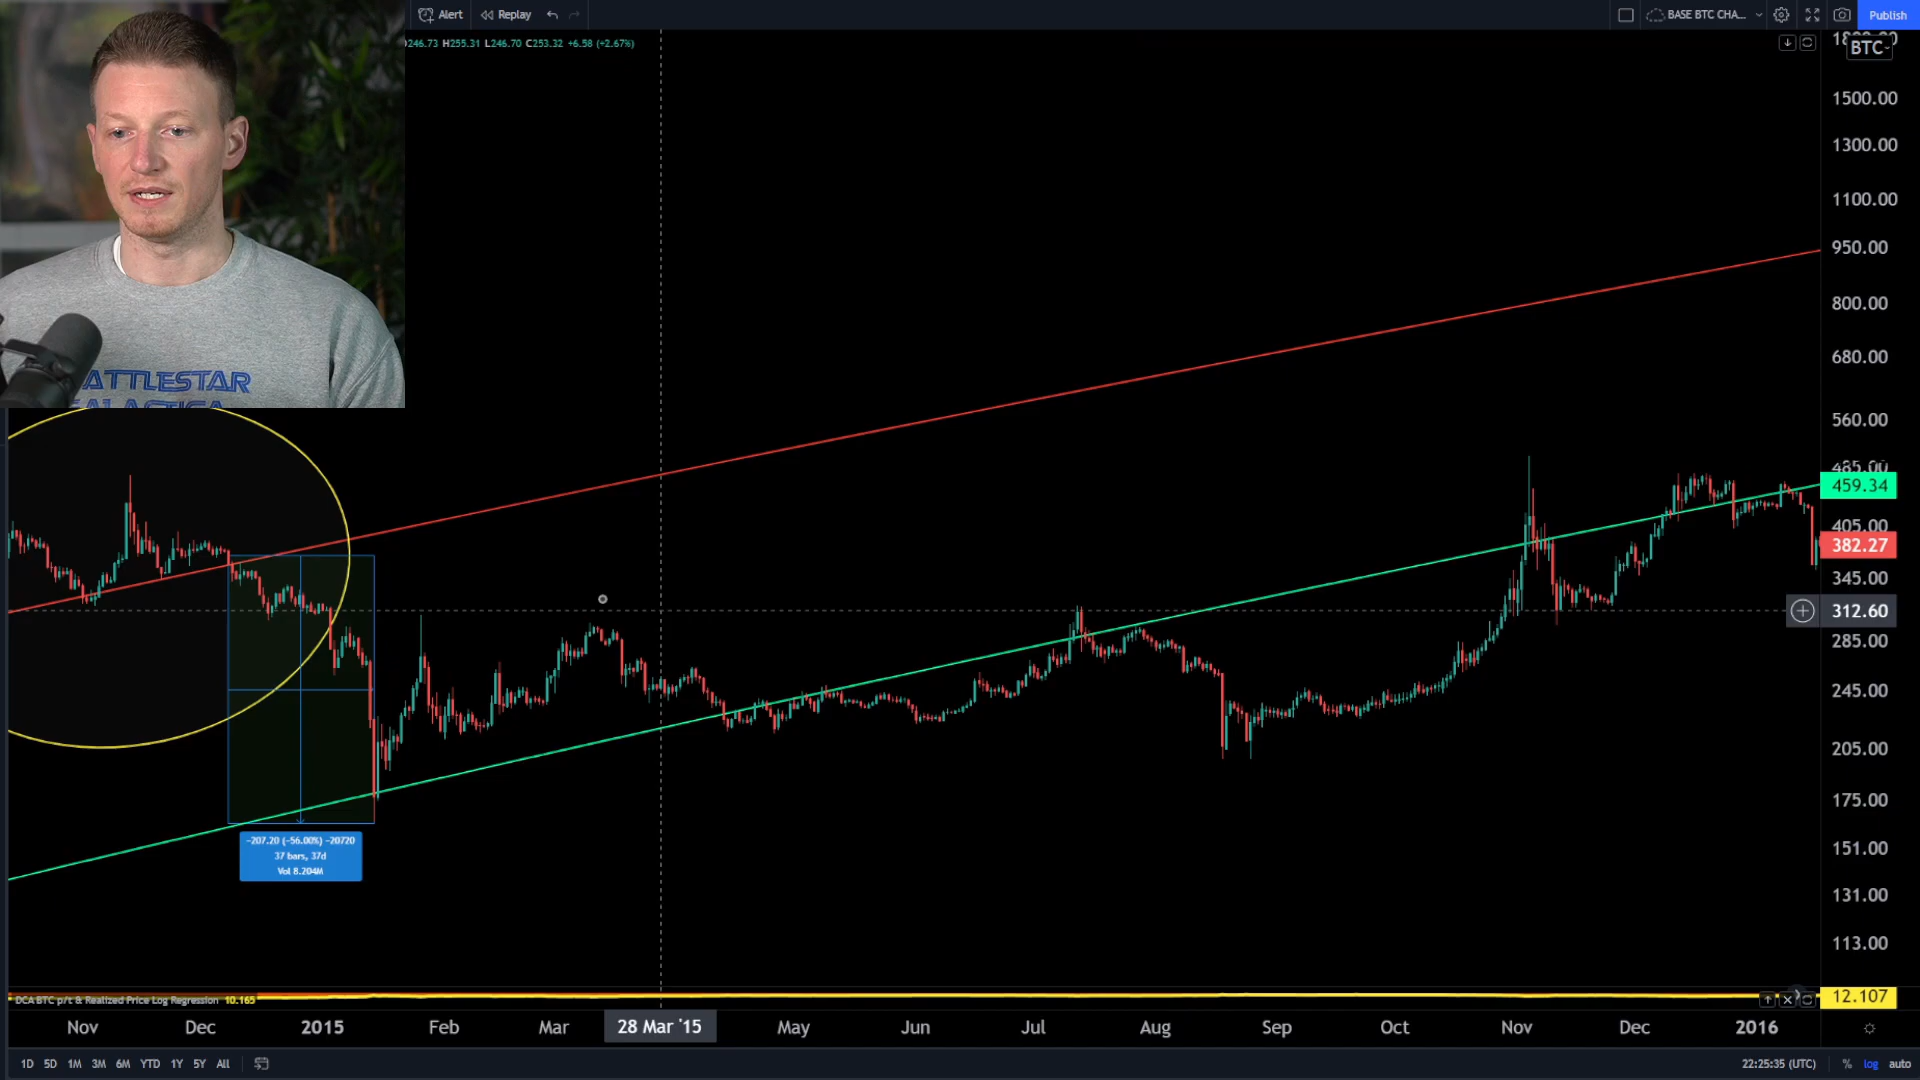 Alert
Replay
BASE BTC CHA...
Publish
246.73 H255.31 L246.70 C253.32 +6.58 (+2.67%)
BTC
1500.00
1300.00
1100.00
950.00
800.00
680.00
560.00
485.00
459.34
405.00
382.27
345.00
312.60
285.00
245.00
205.00
175.00
151.00
131.00
113.00
12.107
ATTLESTAR
GALACTICA
-207.20 (-56.00%) -20720
37 bars, 37d
Vol 8.204M
DCA BTC p/t & Realized Price Log Regression 10.165
Nov Dec 2015 Feb Mar 28 Mar '15 May Jun Jul Aug Sep Oct Nov Dec 2016
1D 5D 1M 3M 6M YTD 1Y 5Y All
22:25:35 (UTC) % log auto